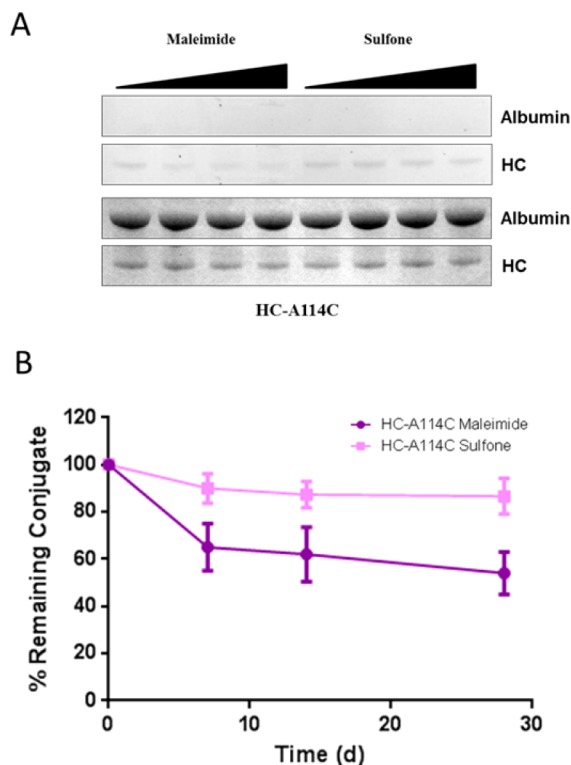 A
Maleimide Sulfone
Albumin
HC
Albumin
HC
HC-A114C
B
120
100
80
60
40
20
0
% Remaining Conjugate
HC-A114C Maleimide
HC-A114C Sulfone
0 10 20 30
Time (d)